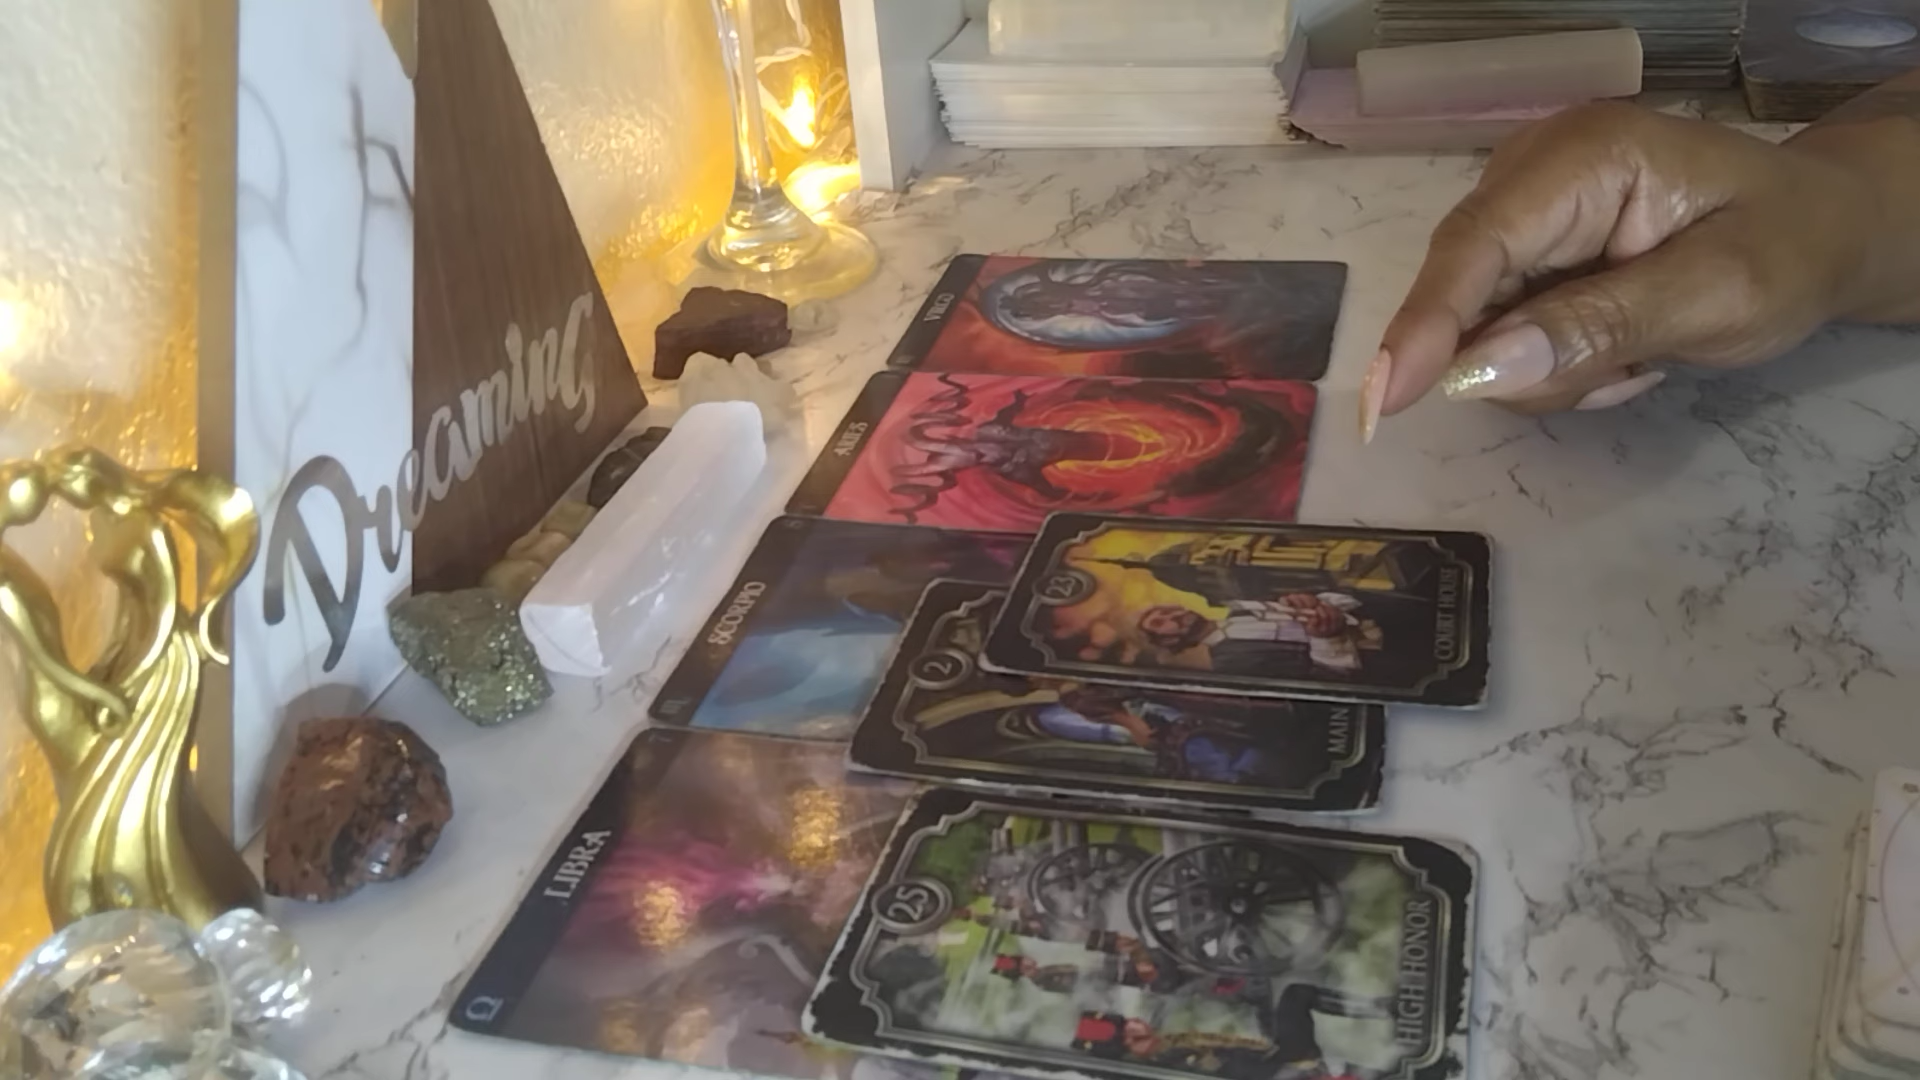 Dreaming
VIRGO
ARIES
SCORPIO
23
COURT HOUSE
2
MAIN
LIBRA
25
HIGH HONOR